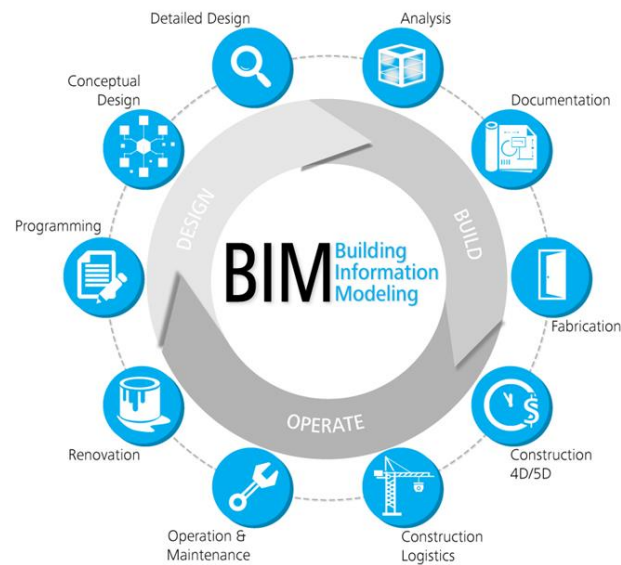 Detailed Design
Analysis
Conceptual
Design
Documentation
Programming
DESIGN
BUILD
BIM
Building
Information
Modeling
Fabrication
OPERATE
Renovation
Construction
4D/5D
Operation &
Maintenance
Construction
Logistics